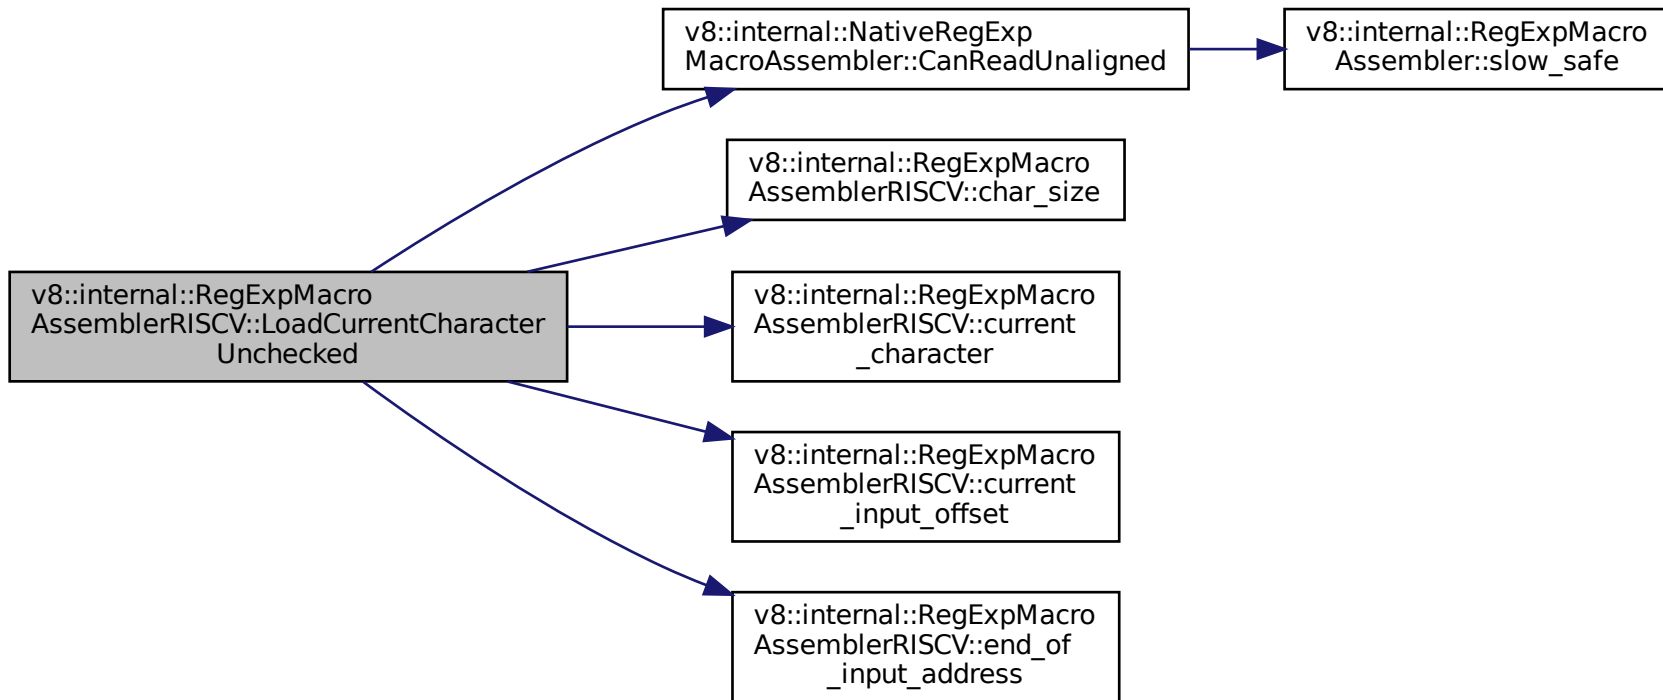 v8::internal::NativeRegExp
MacroAssembler::CanReadUnaligned
v8::internal::RegExpMacro
Assembler::slow_safe
v8::internal::RegExpMacro
AssemblerRISCV::char_size
v8::internal::RegExpMacro
AssemblerRISCV::LoadCurrentCharacter
Unchecked
v8::internal::RegExpMacro
AssemblerRISCV::current
_character
v8::internal::RegExpMacro
AssemblerRISCV::current
_input_offset
v8::internal::RegExpMacro
AssemblerRISCV::end_of
_input_address